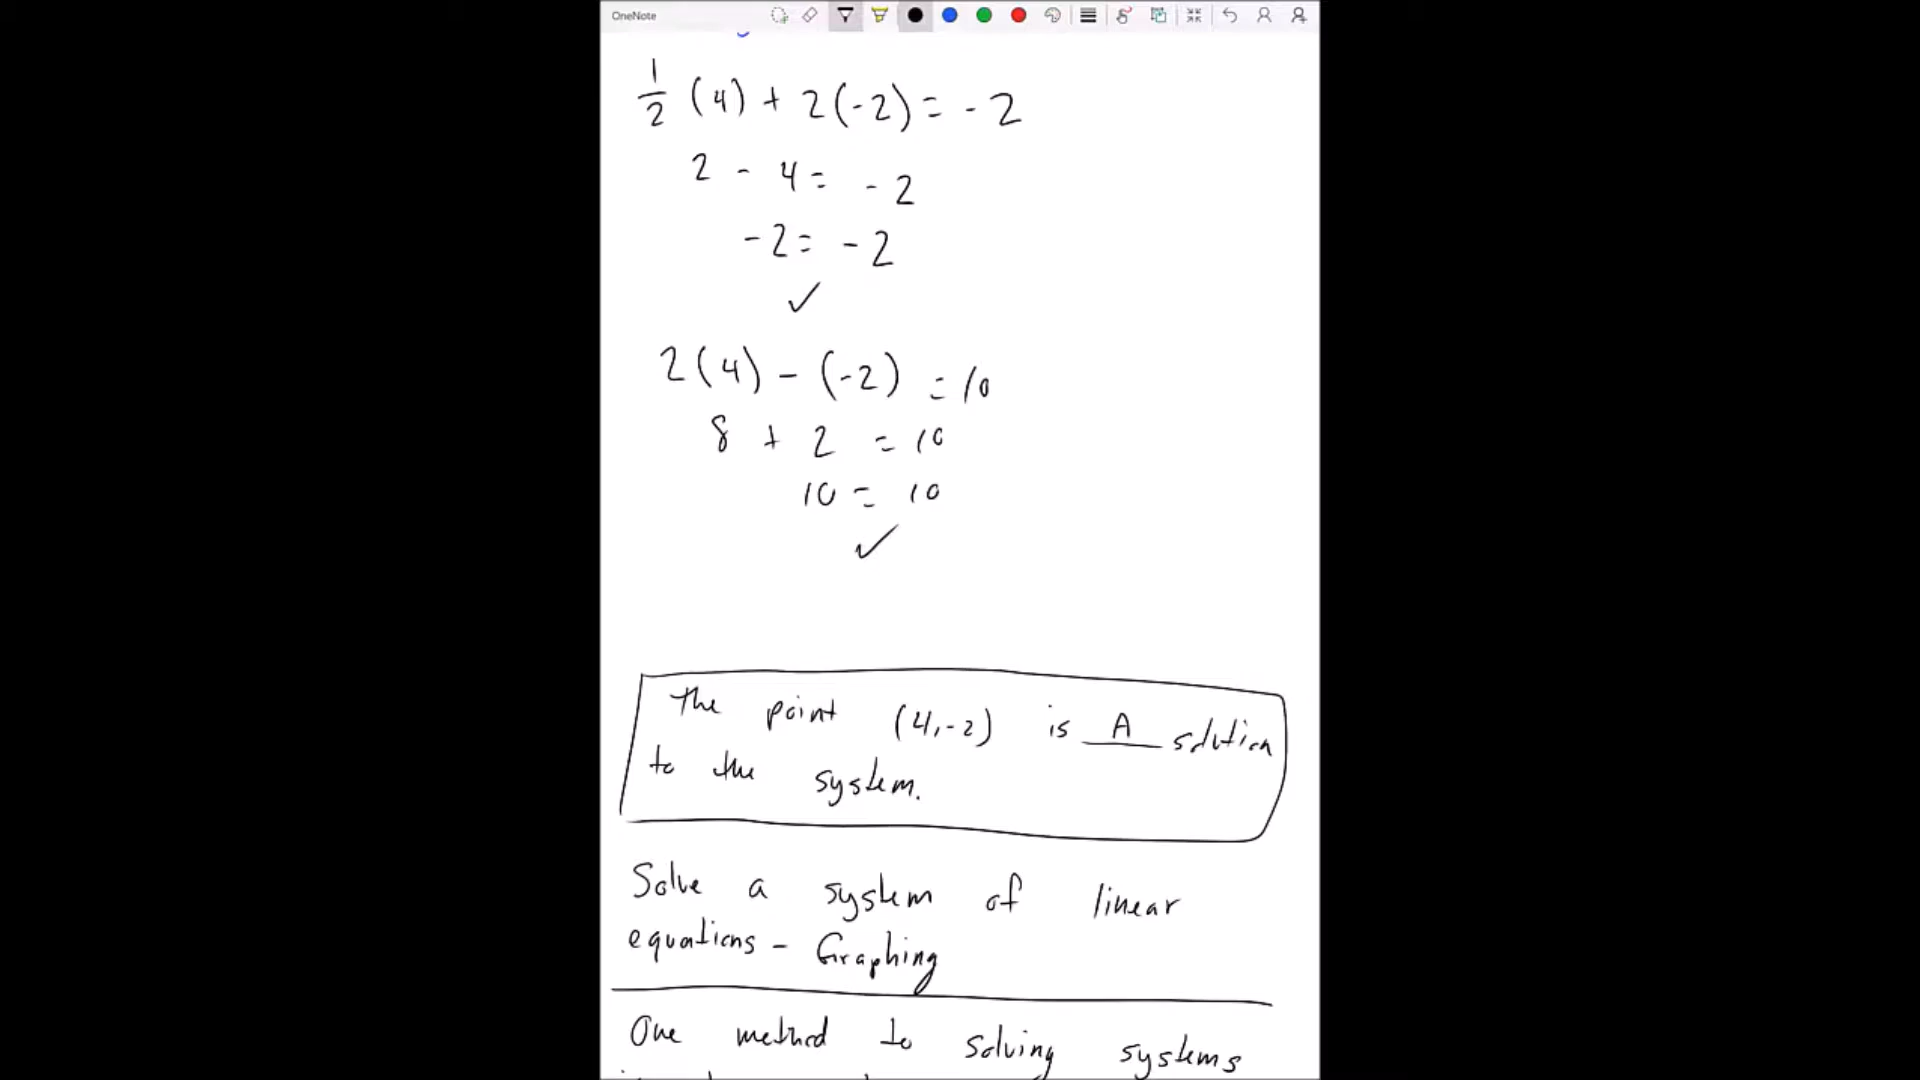 OneNote
1/2 (4) + 2(-2) = -2
2 - 4 = -2
-2 = -2
✓
2(4) - (-2) = 10
8 + 2 = 10
10 = 10
✓
The point (4,-2) is A solution
to the system.
Solve a system of linear
equations - Graphing
One method to solving systems